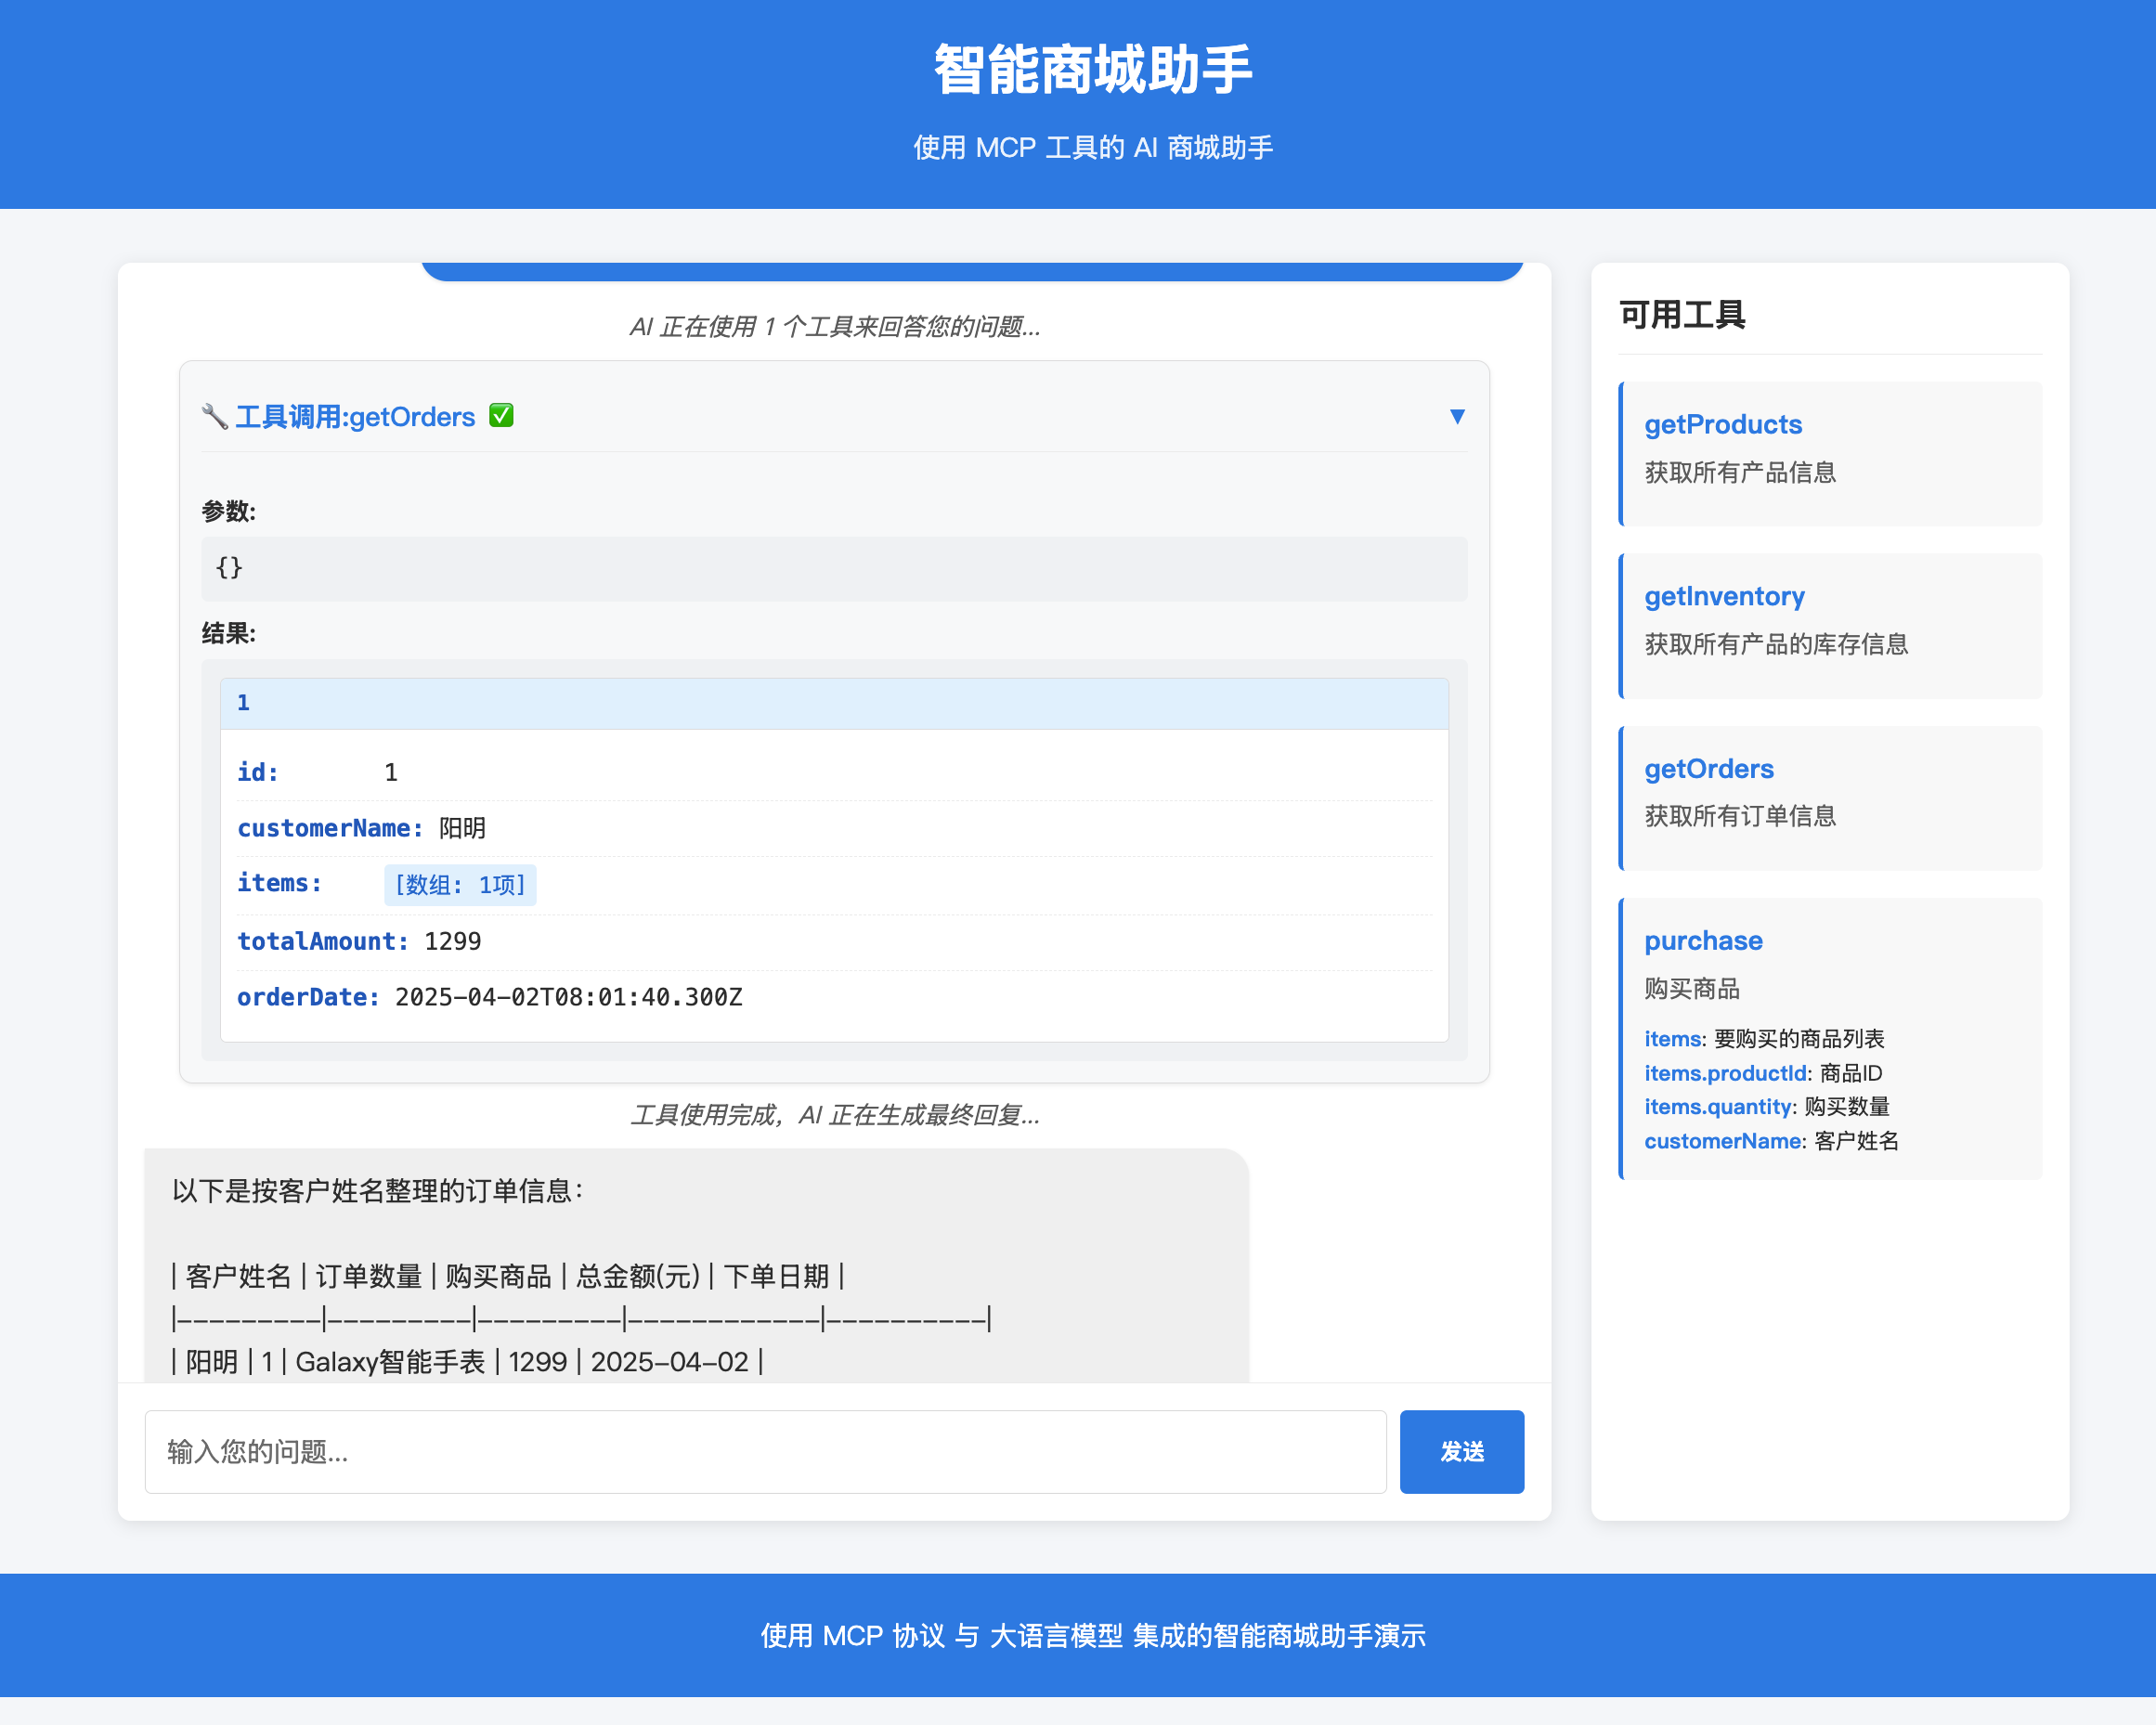 智能商城助手
使用 MCP 工具的 AI 商城助手
AI 正在使用 1 个工具来回答您的问题...
工具调用:getOrders
参数:
{}
结果:
1
id: 1
customerName: 阳明
items: [数组: 1项]
totalAmount: 1299
orderDate: 2025-04-02T08:01:40.300Z
工具使用完成，AI 正在生成最终回复...
以下是按客户姓名整理的订单信息：
| 客户姓名 | 订单数量 | 购买商品 | 总金额(元) | 下单日期 |
|---------|---------|---------|------------|----------|
| 阳明 | 1 | Galaxy智能手表 | 1299 | 2025-04-02 |
输入您的问题...
发送
可用工具
getProducts
获取所有产品信息
getInventory
获取所有产品的库存信息
getOrders
获取所有订单信息
purchase
购买商品
items: 要购买的商品列表
items.productId: 商品ID
items.quantity: 购买数量
customerName: 客户姓名
使用 MCP 协议 与 大语言模型 集成的智能商城助手演示